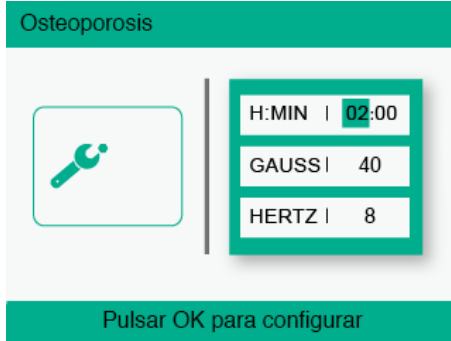 Osteoporosis
H:MIN | 02:00
GAUSS | 40
HERTZ | 8
Pulsar OK para configurar